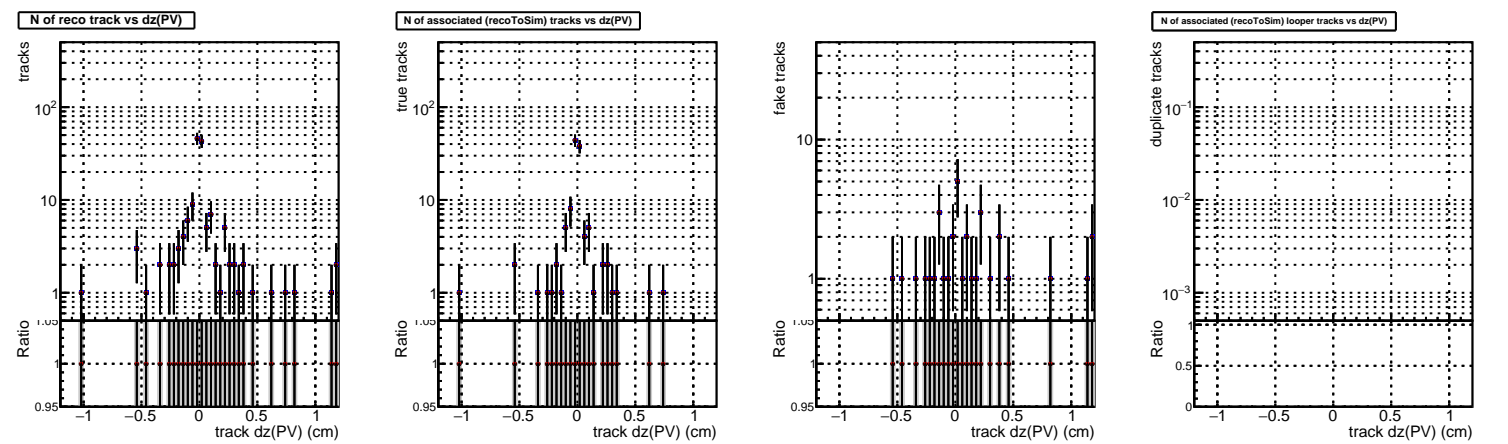 N of reco track vs dz(PV)
tracks
10²
10
1
1.05
Ratio
1
0.95
−1 −0.5 0 0.5 1
track dz(PV) (cm)
N of associated (recoToSim) tracks vs dz(PV)
true tracks
10²
10
1
1.05
Ratio
1
0.95
−1 −0.5 0 0.5 1
track dz(PV) (cm)
fake tracks
10
1
1.05
Ratio
1
0.95
−1 −0.5 0 0.5 1
track dz(PV) (cm)
N of associated (recoToSim) looper tracks vs dz(PV)
duplicate tracks
10⁻¹
10⁻²
10⁻³
Ratio
1
0.5
0
−1 −0.5 0 0.5 1
track dz(PV) (cm)